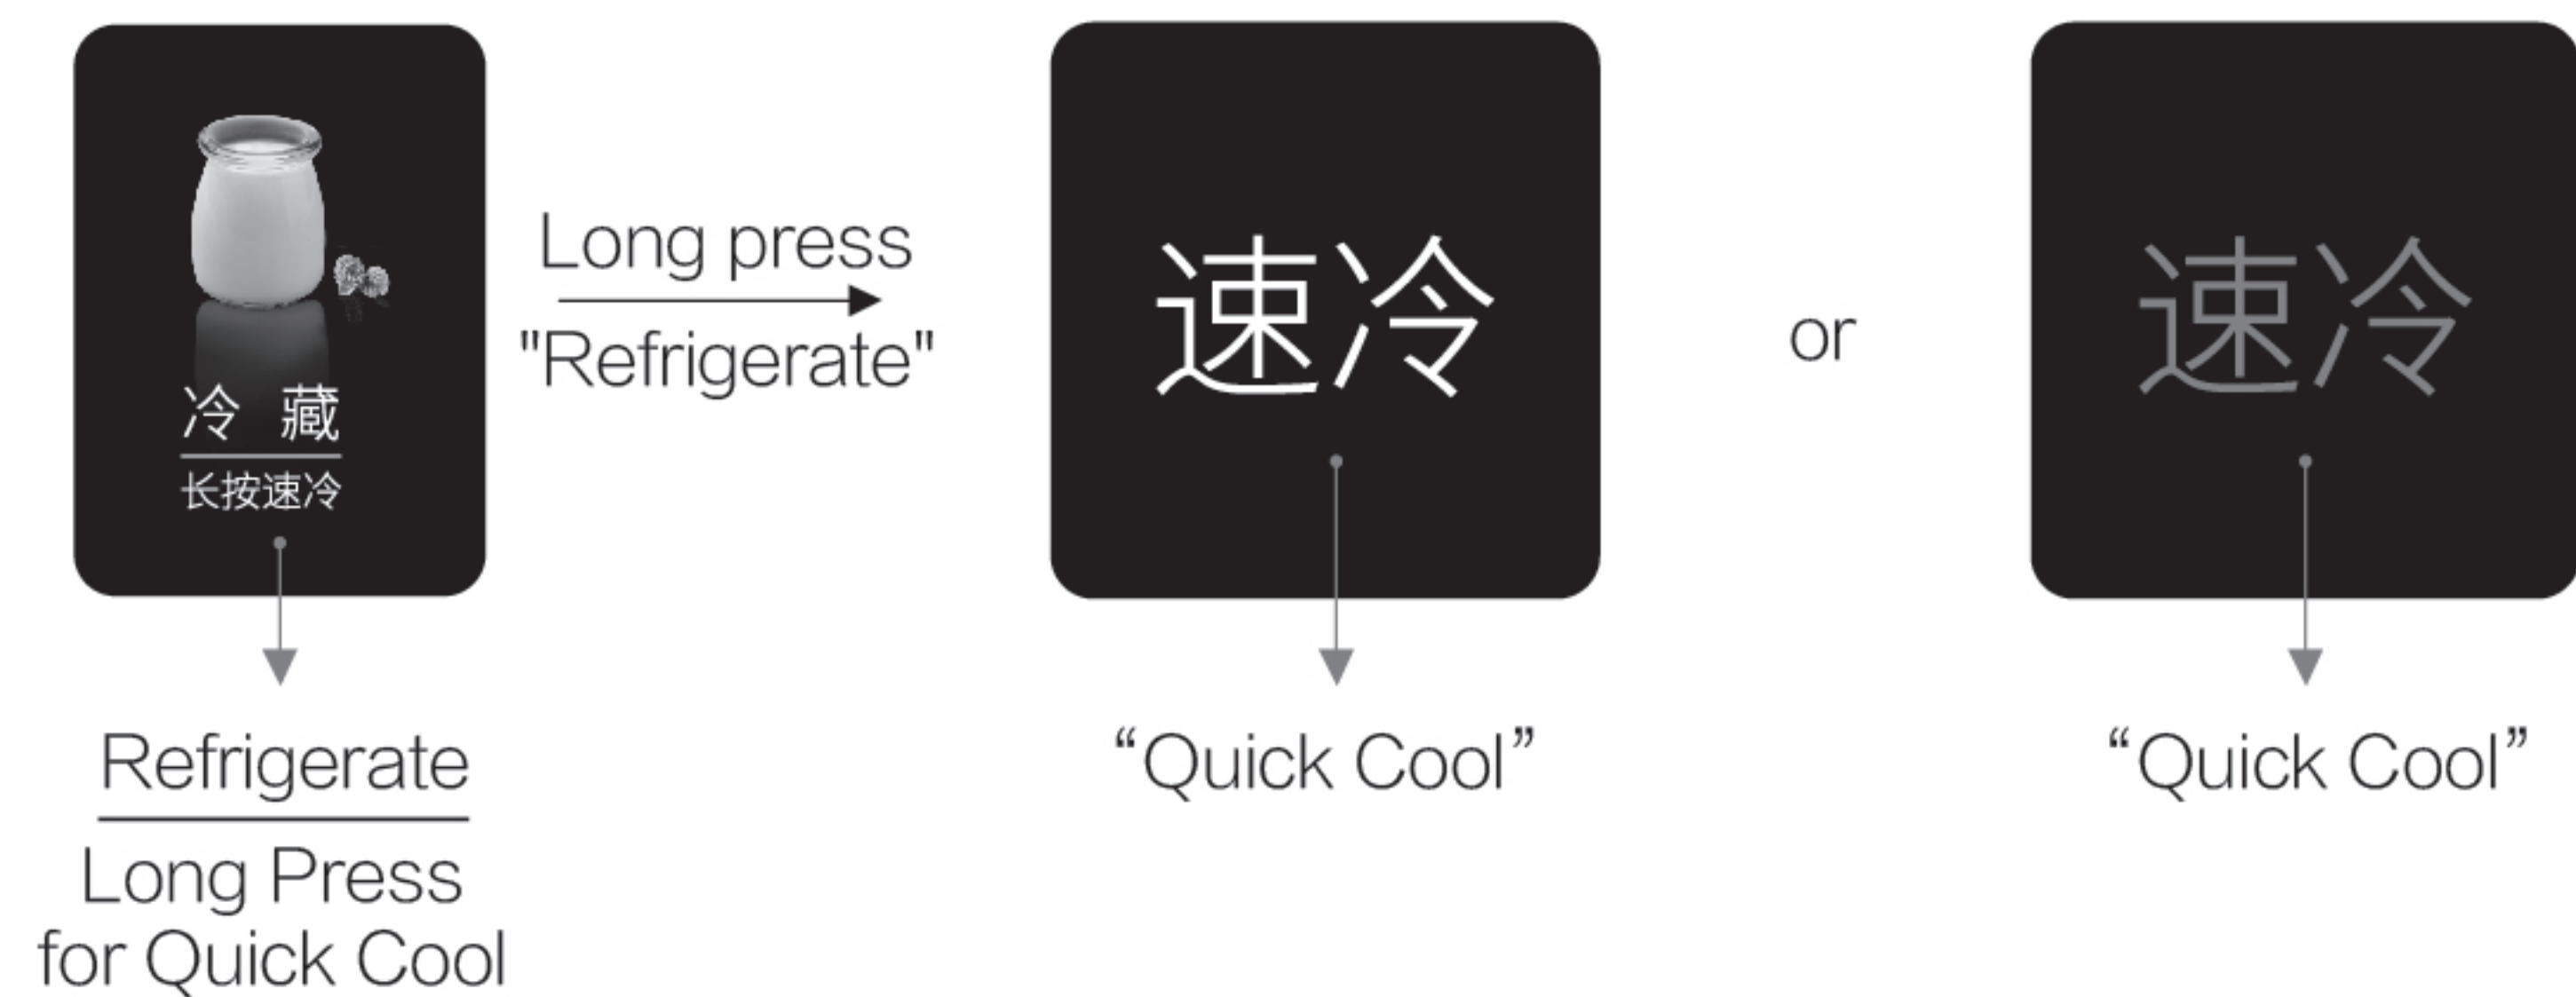 冷 藏
长按速冷
Refrigerate
Long Press
for Quick Cool
Long press
"Refrigerate"
速冷
“Quick Cool”
or
速冷
“Quick Cool”